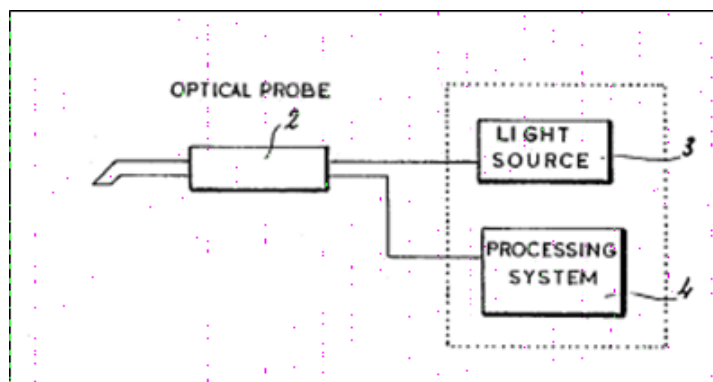 OPTICAL PROBE
2
LIGHT
SOURCE
3
PROCESSING
SYSTEM
4